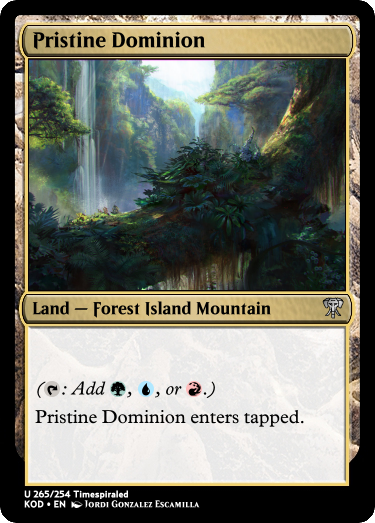 Pristine Dominion
Land — Forest Island Mountain
(: Add , , or .)
Pristine Dominion enters tapped.
U 265/254 Timespiraled
KOD • EN Jordi Gonzalez Escamilla